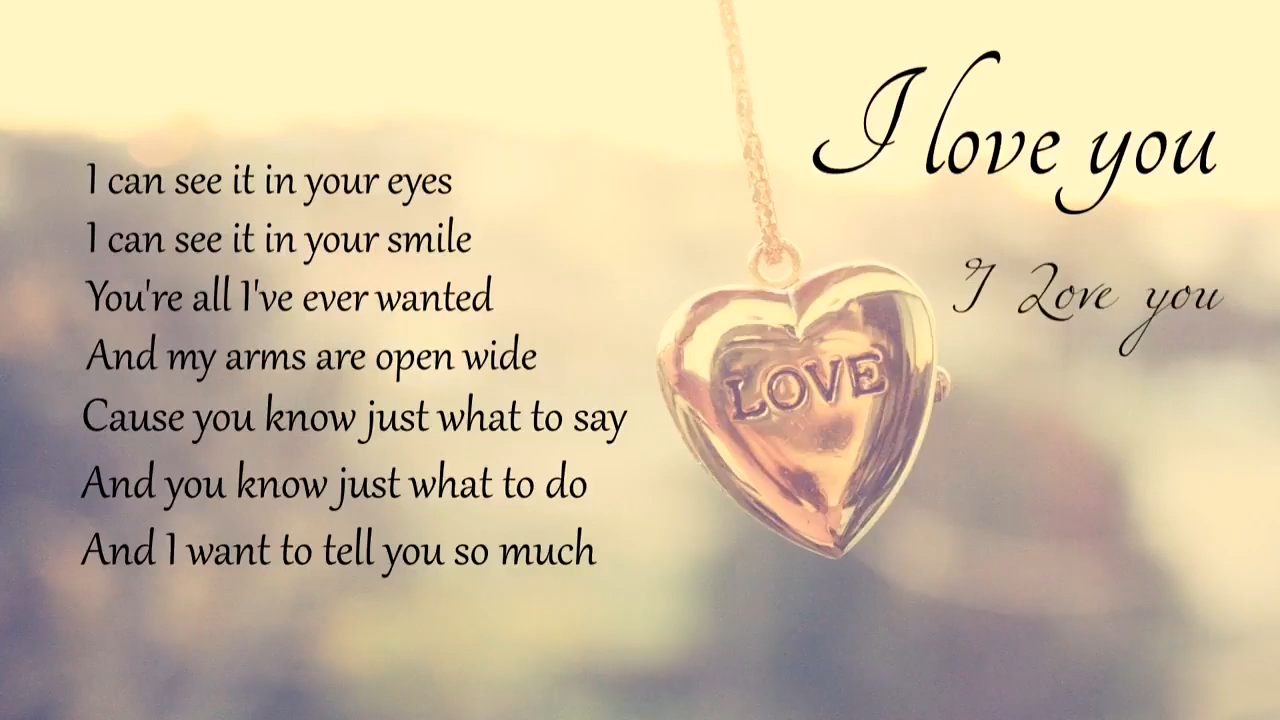 I can see it in your eyes
I can see it in your smile
You're all I've ever wanted
And my arms are open wide
Cause you know just what to say
And you know just what to do
And I want to tell you so much
I love you
I Love you
LOVE